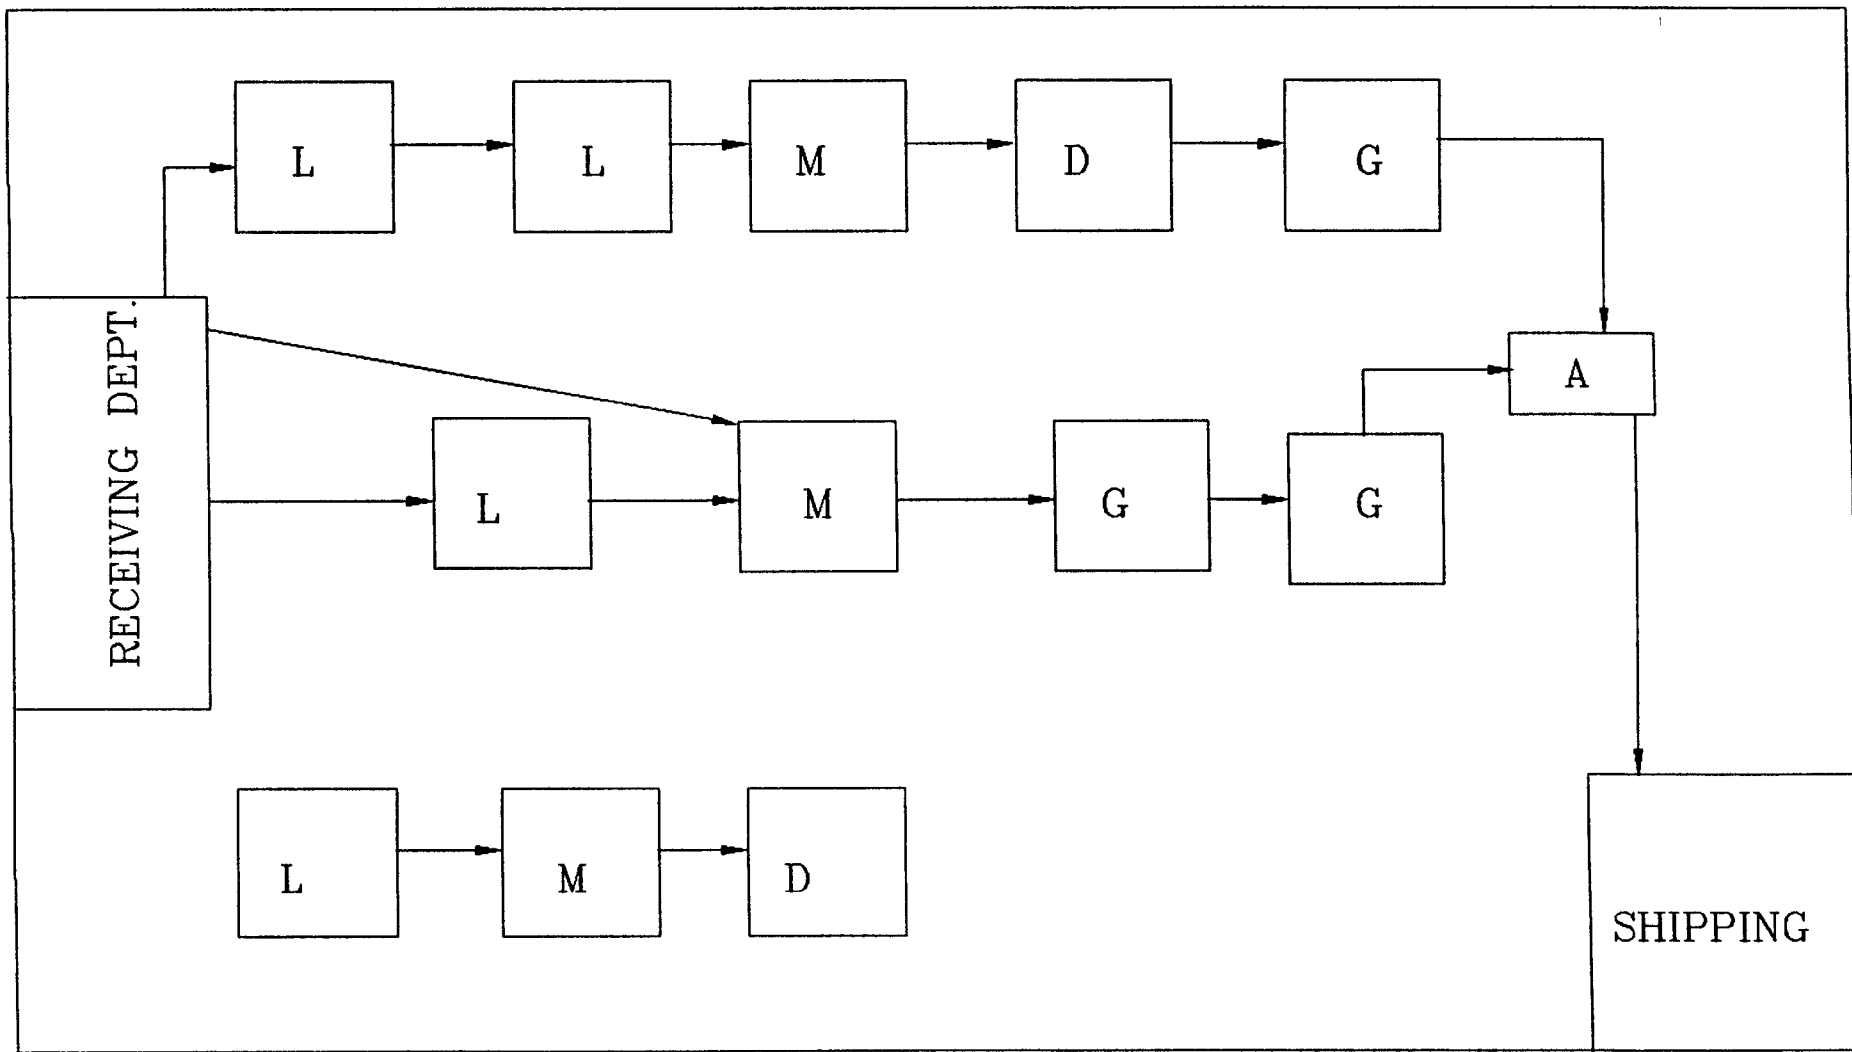 L L M D G
RECEIVING DEPT.
A
L M G G
L M D
SHIPPING